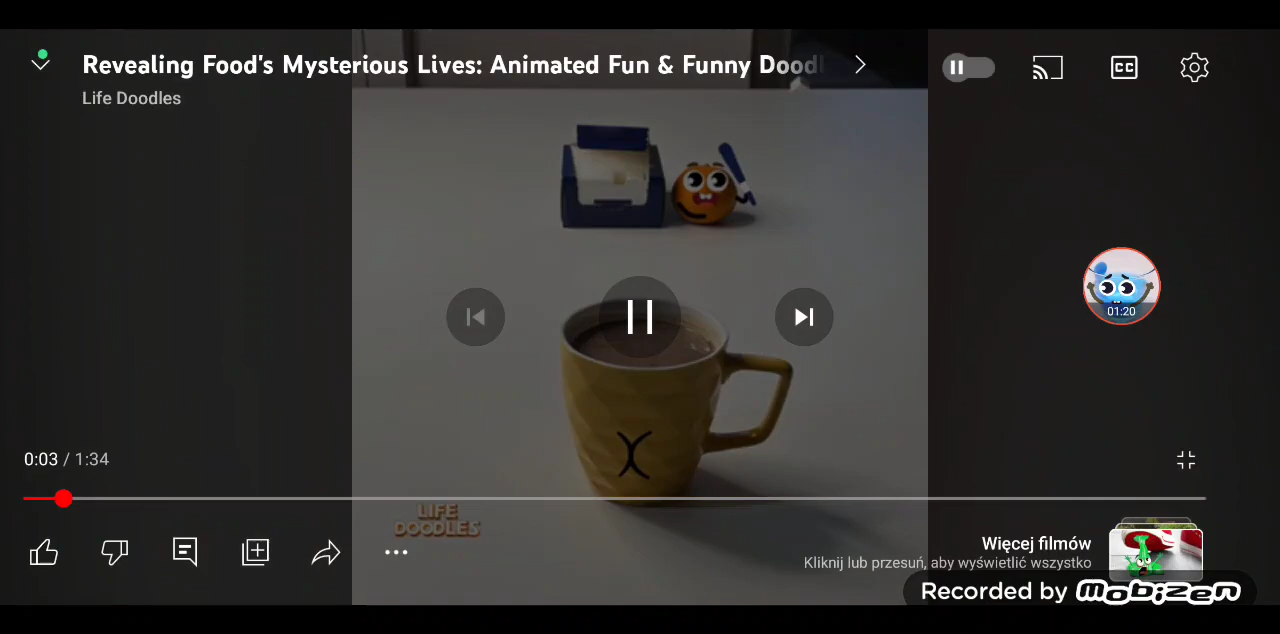 Revealing Food's Mysterious Lives: Animated Fun & Funny Doodl
Life Doodles
CC
01:20
0:03 / 1:34
LIFE
DOODLES
Więcej filmów
Kliknij lub przesuń, aby wyświetlić wszystko
Recorded by mobizen